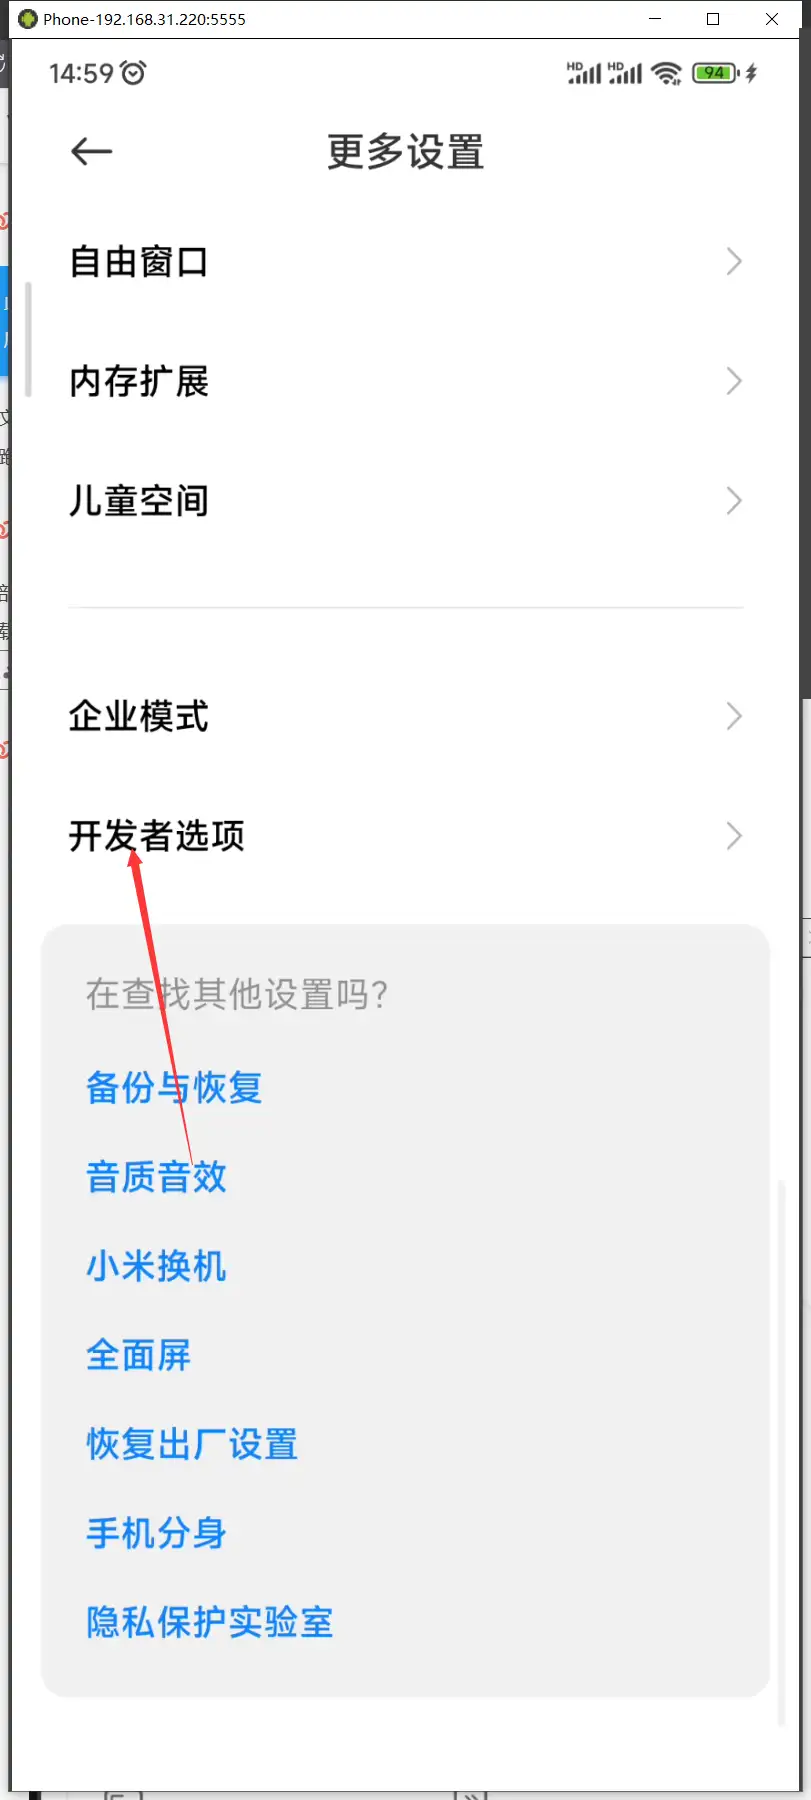 Phone-192.168.31.220:5555
14:59
HD HD 94
更多设置
自由窗口
内存扩展
儿童空间
企业模式
开发者选项
在查找其他设置吗？
备份与恢复
音质音效
小米换机
全面屏
恢复出厂设置
手机分身
隐私保护实验室